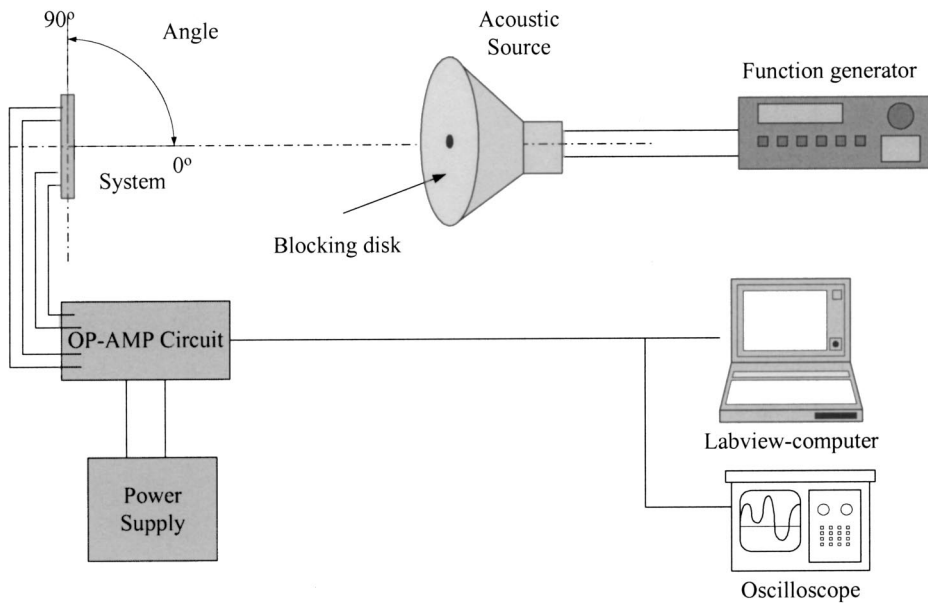 90º
Angle
Acoustic
Source
Function generator
0º
System
Blocking disk
OP-AMP Circuit
Labview-computer
Power
Supply
Oscilloscope